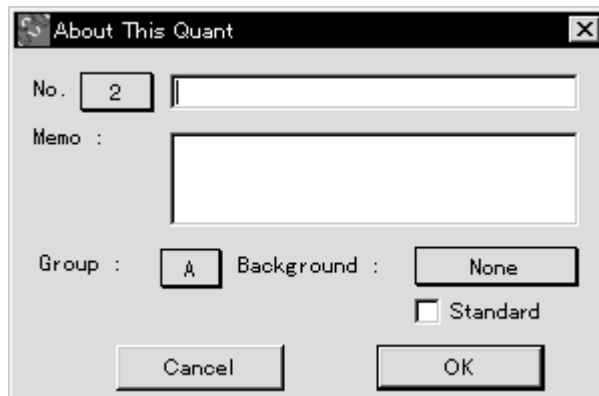 About This Quant
No. 2
Memo :
Group : A Background : None
Standard
Cancel OK